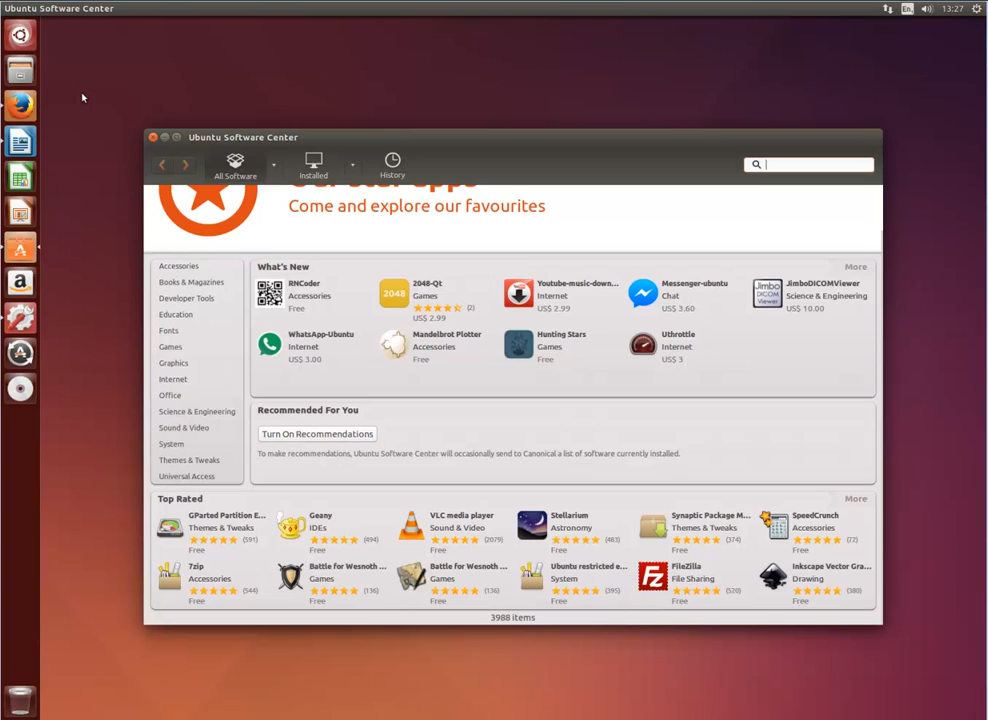 Ubuntu Software Center
En
13:27
Ubuntu Software Center
All Software
Installed
History
Come and explore our favourites
Accessories
Books & Magazines
Developer Tools
Education
Fonts
Games
Graphics
Internet
Office
Science & Engineering
Sound & Video
System
Themes & Tweaks
Universal Access
What's New
More
RNCoder
Accessories
Free
2048
2048-Qt
Games
(2)
US$ 2.99
Youtube-music-down...
Internet
US$ 2.99
Messenger-ubuntu
Chat
US$ 3.60
Jimbo
DICOM
Viewer
JimboDICOMViewer
Science & Engineering
US$ 10.00
WhatsApp-Ubuntu
Internet
US$ 3.00
Mandelbrot Plotter
Accessories
Free
Hunting Stars
Games
Free
Uthrottle
Internet
US$ 3
Recommended For You
Turn On Recommendations
To make recommendations, Ubuntu Software Center will occasionally send to Canonical a list of software currently installed.
Top Rated
More
GParted Partition E...
Themes & Tweaks
(591)
Free
Geany
IDEs
(494)
Free
VLC media player
Sound & Video
(2079)
Free
Stellarium
Astronomy
(483)
Free
Synaptic Package M...
Themes & Tweaks
(374)
Free
SpeedCrunch
Accessories
(72)
Free
7zip
Accessories
(544)
Free
Battle for Wesnoth ...
Games
(136)
Free
Battle for Wesnoth ...
Games
(136)
Free
Ubuntu restricted e...
System
(395)
Free
FZ
FileZilla
File Sharing
(520)
Free
Inkscape Vector Gra...
Drawing
(380)
Free
3988 items